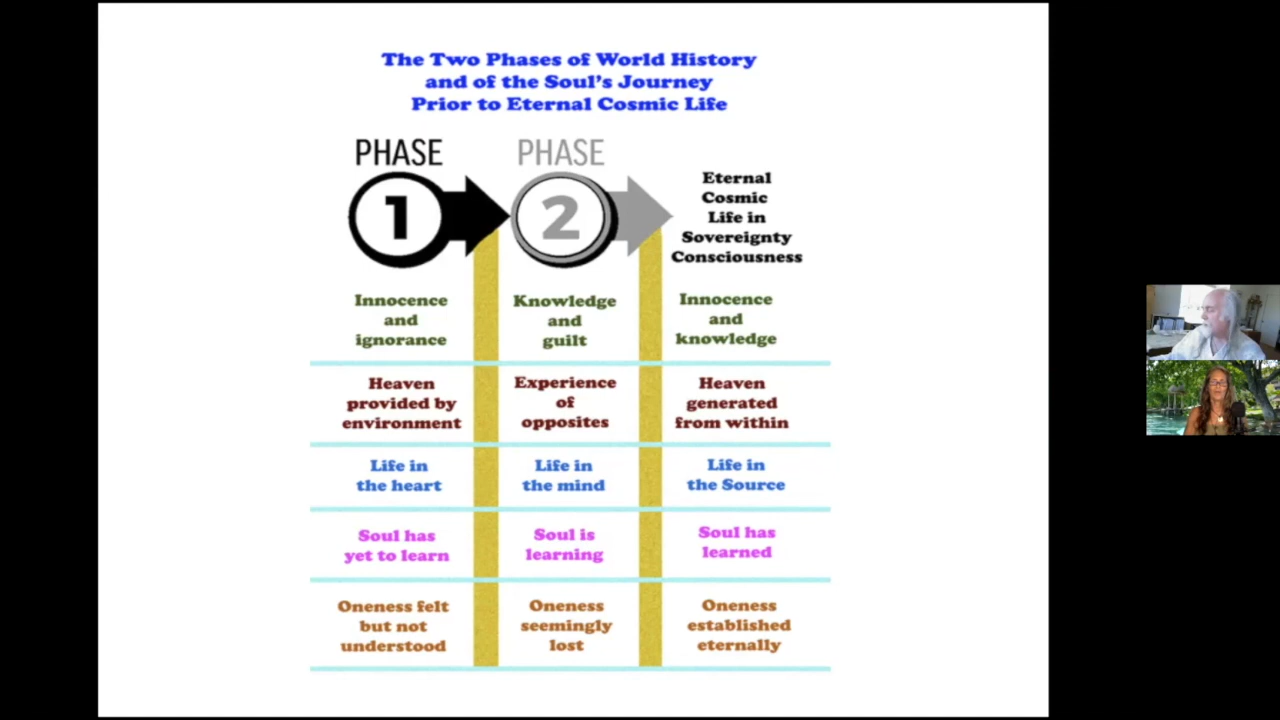 The Two Phases of World History
and of the Soul's Journey
Prior to Eternal Cosmic Life
PHASE
1
PHASE
2
Eternal
Cosmic
Life in
Sovereignty
Consciousness
Innocence
and
ignorance
Knowledge
and
guilt
Innocence
and
knowledge
Heaven
provided by
environment
Experience
of
opposites
Heaven
generated
from within
Life in
the heart
Life in
the mind
Life in
the Source
Soul has
yet to learn
Soul is
learning
Soul has
learned
Oneness felt
but not
understood
Oneness
seemingly
lost
Oneness
established
eternally